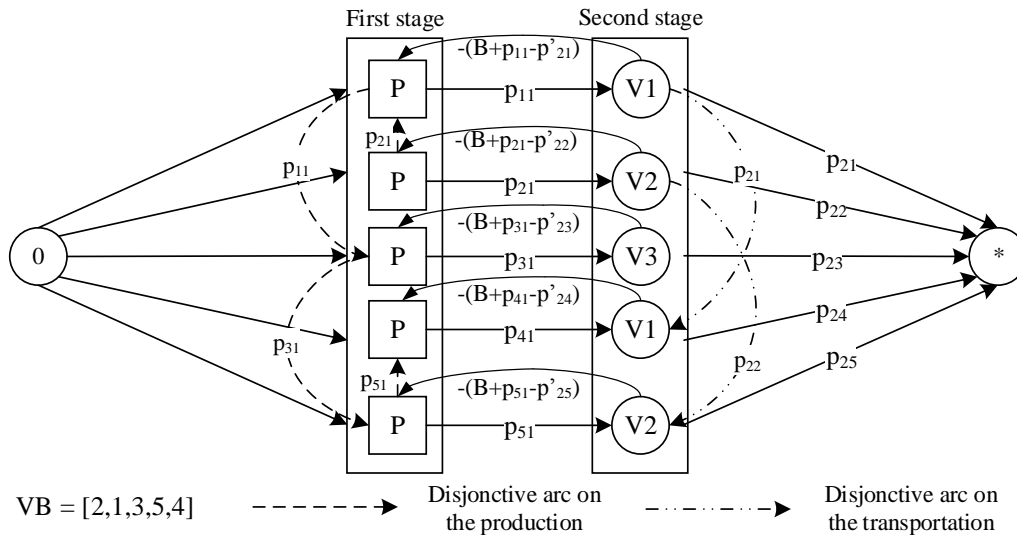 First stage
Second stage
-(B+p₁₁-p'₂₁)
P
p₁₁
V1
p₂₁
p₂₁
-(B+p₂₁-p'₂₂)
p₁₁
p₂₁
P
p₂₁
V2
p₂₂
-(B+p₃₁-p'₂₃)
0
P
p₃₁
V3
p₂₃
*
-(B+p₄₁-p'₂₄)
P
p₄₁
V1
p₂₄
p₃₁
p₂₂
p₂₅
p₅₁
-(B+p₅₁-p'₂₅)
P
p₅₁
V2
VB = [2,1,3,5,4]
Disjonctive arc on
the production
Disjonctive arc on
the transportation